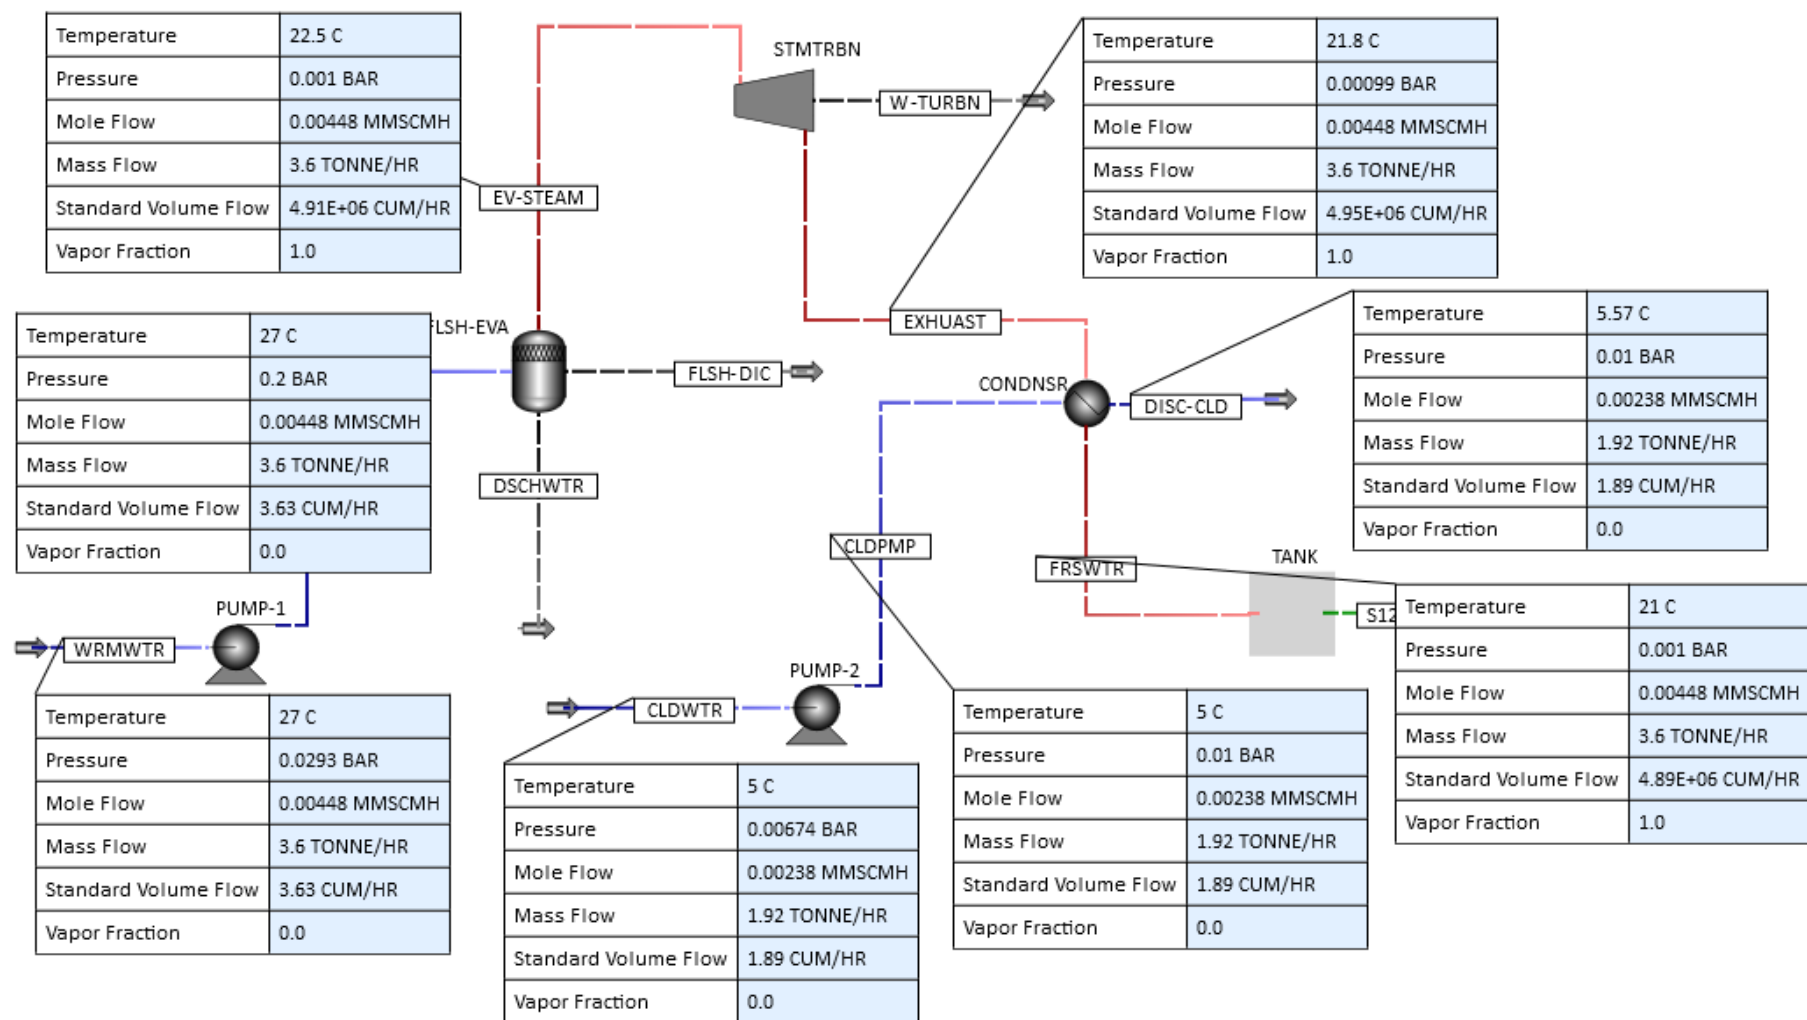 Temperature 22.5 C
Pressure 0.001 BAR
Mole Flow 0.00448 MMSCMH
Mass Flow 3.6 TONNE/HR
Standard Volume Flow 4.91E+06 CUM/HR
Vapor Fraction 1.0
STMTRBN
W-TURBN
Temperature 21.8 C
Pressure 0.00099 BAR
Mole Flow 0.00448 MMSCMH
Mass Flow 3.6 TONNE/HR
Standard Volume Flow 4.95E+06 CUM/HR
Vapor Fraction 1.0
EV-STEAM
Temperature 27 C
Pressure 0.2 BAR
Mole Flow 0.00448 MMSCMH
Mass Flow 3.6 TONNE/HR
Standard Volume Flow 3.63 CUM/HR
Vapor Fraction 0.0
FLSH-EVA
FLSH-DIC
DSCHWTR
EXHUAST
CONDNSR
DISC-CLD
Temperature 5.57 C
Pressure 0.01 BAR
Mole Flow 0.00238 MMSCMH
Mass Flow 1.92 TONNE/HR
Standard Volume Flow 1.89 CUM/HR
Vapor Fraction 0.0
CLDPMP
FRSWTR
TANK
S12
PUMP-1
WRMWTR
Temperature 27 C
Pressure 0.0293 BAR
Mole Flow 0.00448 MMSCMH
Mass Flow 3.6 TONNE/HR
Standard Volume Flow 3.63 CUM/HR
Vapor Fraction 0.0
PUMP-2
CLDWTR
Temperature 5 C
Pressure 0.00674 BAR
Mole Flow 0.00238 MMSCMH
Mass Flow 1.92 TONNE/HR
Standard Volume Flow 1.89 CUM/HR
Vapor Fraction 0.0
Temperature 5 C
Pressure 0.01 BAR
Mole Flow 0.00238 MMSCMH
Mass Flow 1.92 TONNE/HR
Standard Volume Flow 1.89 CUM/HR
Vapor Fraction 0.0
Temperature 21 C
Pressure 0.001 BAR
Mole Flow 0.00448 MMSCMH
Mass Flow 3.6 TONNE/HR
Standard Volume Flow 4.89E+06 CUM/HR
Vapor Fraction 1.0